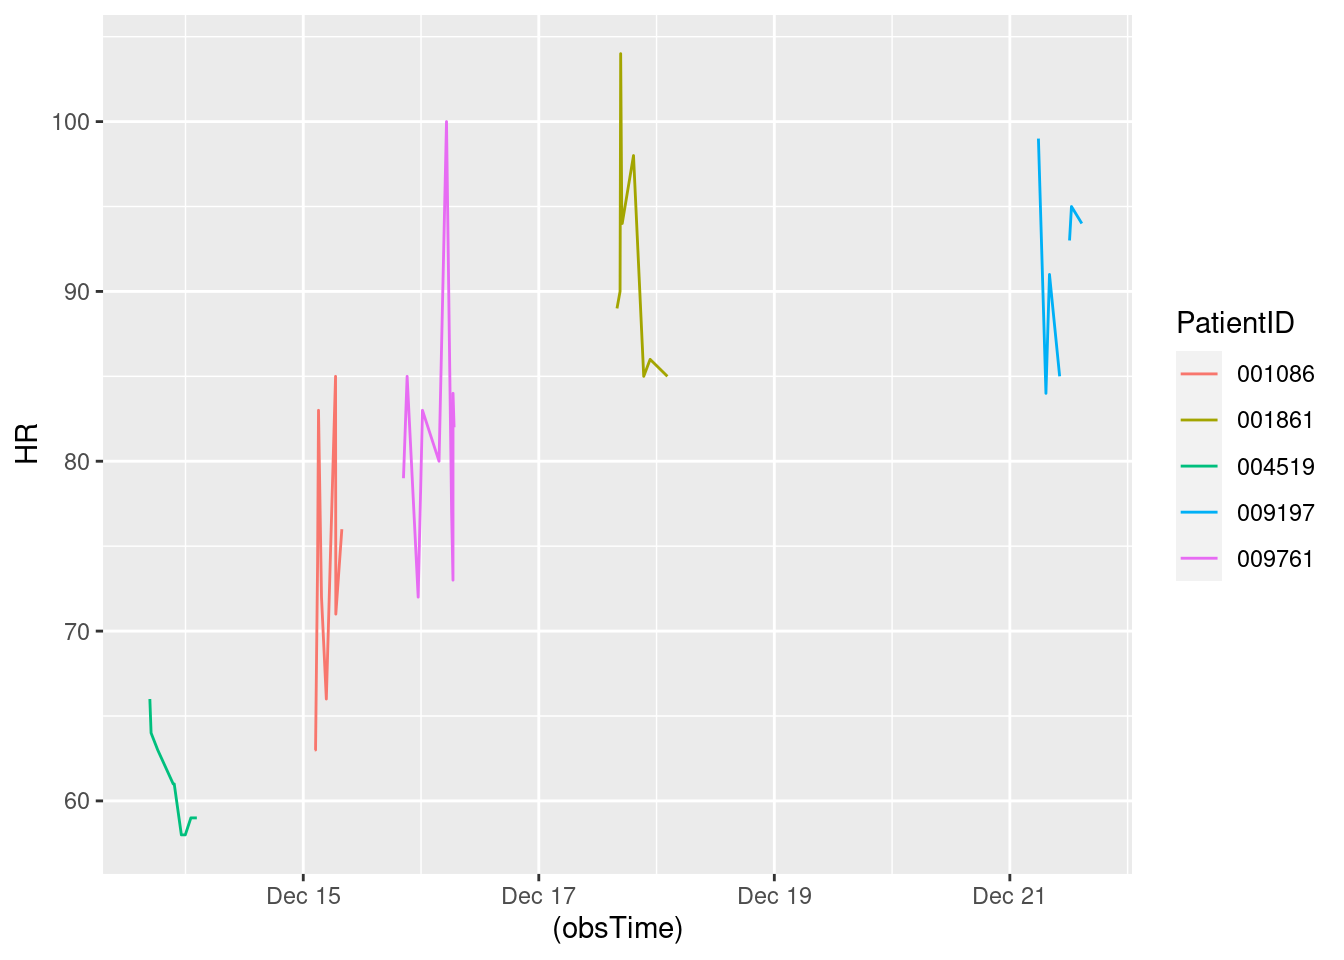 100
90
80
70
60
HR
Dec 15
Dec 17
Dec 19
Dec 21
(obsTime)
PatientID
001086
001861
004519
009197
009761